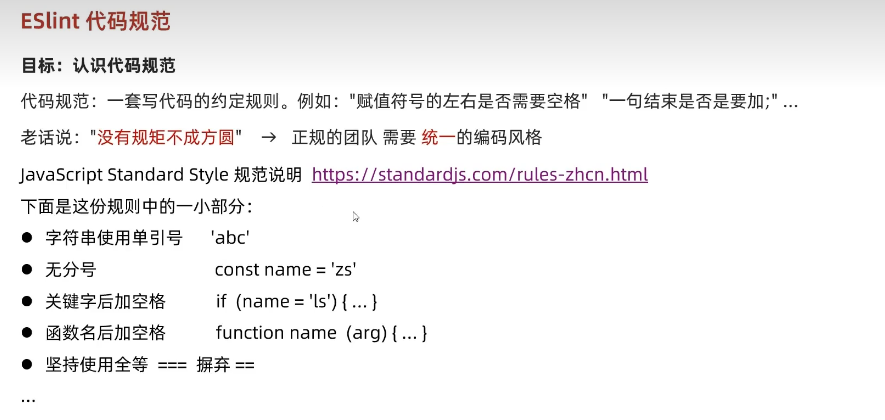 ESlint 代码规范
目标：认识代码规范
代码规范：一套写代码的约定规则。例如："赋值符号的左右是否需要空格" "一句结束是否是要加;" ...
老话说："没有规矩不成方圆" → 正规的团队 需要 统一的编码风格
JavaScript Standard Style 规范说明 https://standardjs.com/rules-zhcn.html
下面是这份规则中的一小部分：
● 字符串使用单引号 'abc'
● 无分号 const name = 'zs'
● 关键字后加空格 if (name = 'ls') { ... }
● 函数名后加空格 function name (arg) { ... }
● 坚持使用全等 === 摒弃 ==
...